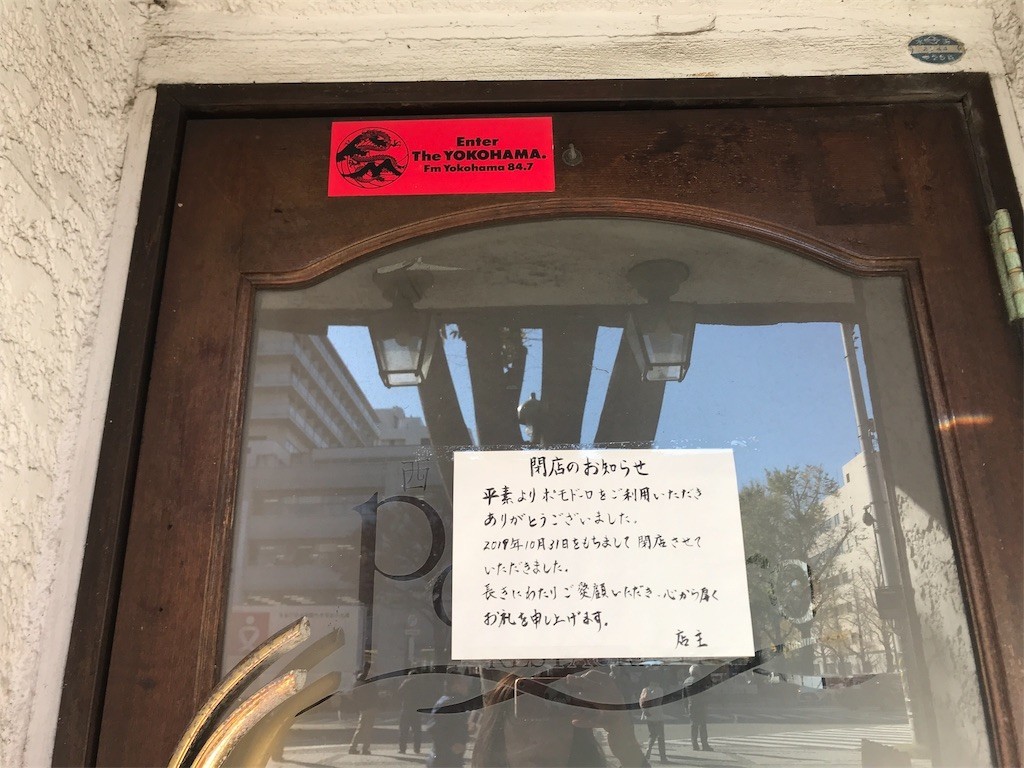 Enter
The YOKOHAMA.
Fm Yokohama 84.7
閉店のお知らせ
平素よりポモドーロをご利用いただき
ありがとうございました。
2019年10月31日をもちまして閉店させて
いただきました。
長きにわたりご愛顧いただき、心から厚く
お礼を申し上げます。
店主
西